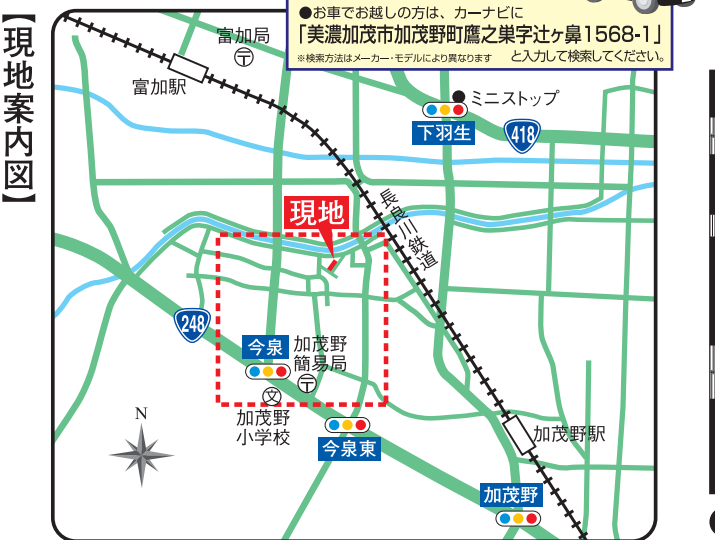 【現地案内図】
●お車でお越しの方は、カーナビに
「美濃加茂市加茂野町鷹之巣字辻ヶ鼻1568-1」
※検索方法はメーカー・モデルにより異なります　と入力して検索してください。
富加局
富加駅
ミニストップ
下羽生
418
現地
長良川鉄道
248
今泉
加茂野
簡易局
文
加茂野
小学校
今泉東
加茂野駅
加茂野
N